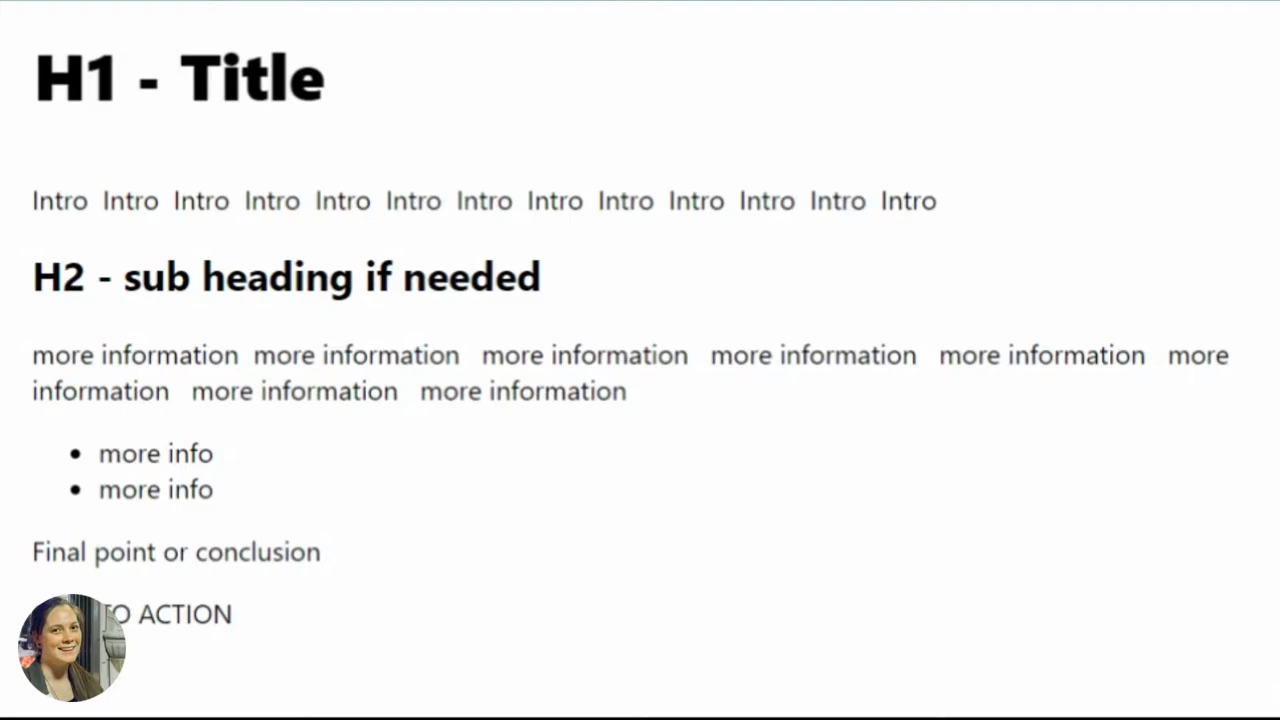 H1 - Title
Intro Intro Intro Intro Intro Intro Intro Intro Intro Intro Intro Intro Intro
H2 - sub heading if needed
more information more information more information more information more information more
information more information more information
• more info
• more info
Final point or conclusion
TO ACTION